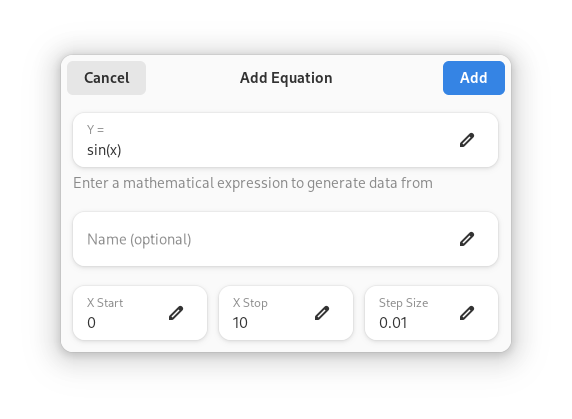 Cancel
Add Equation
Add
Y =
sin(x)
Enter a mathematical expression to generate data from
Name (optional)
X Start
0
X Stop
10
Step Size
0.01